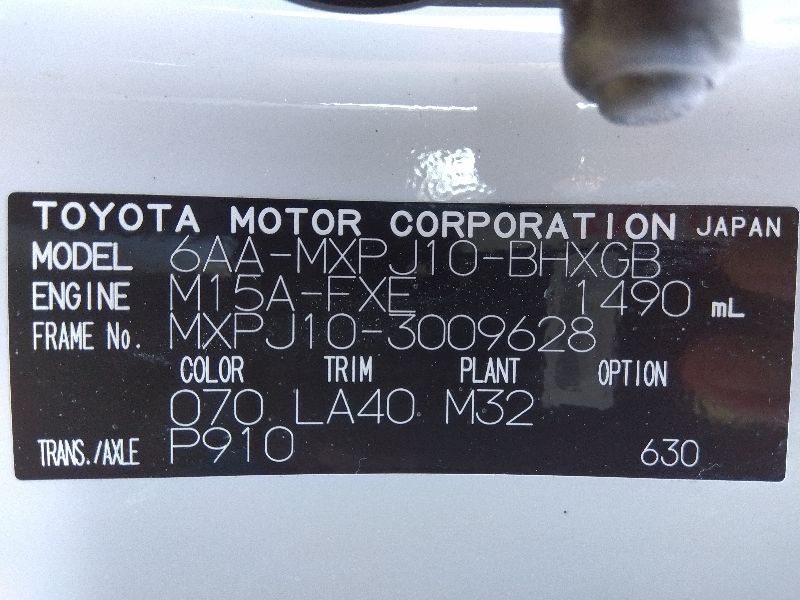 TOYOTA MOTOR CORPORATION JAPAN
MODEL 6AA-MXPJ10-BHXGB
ENGINE M15A-FXE 1490 mL
FRAME No. MXPJ10-3009628
COLOR TRIM PLANT OPTION
070 LA40 M32
TRANS./AXLE P910 630